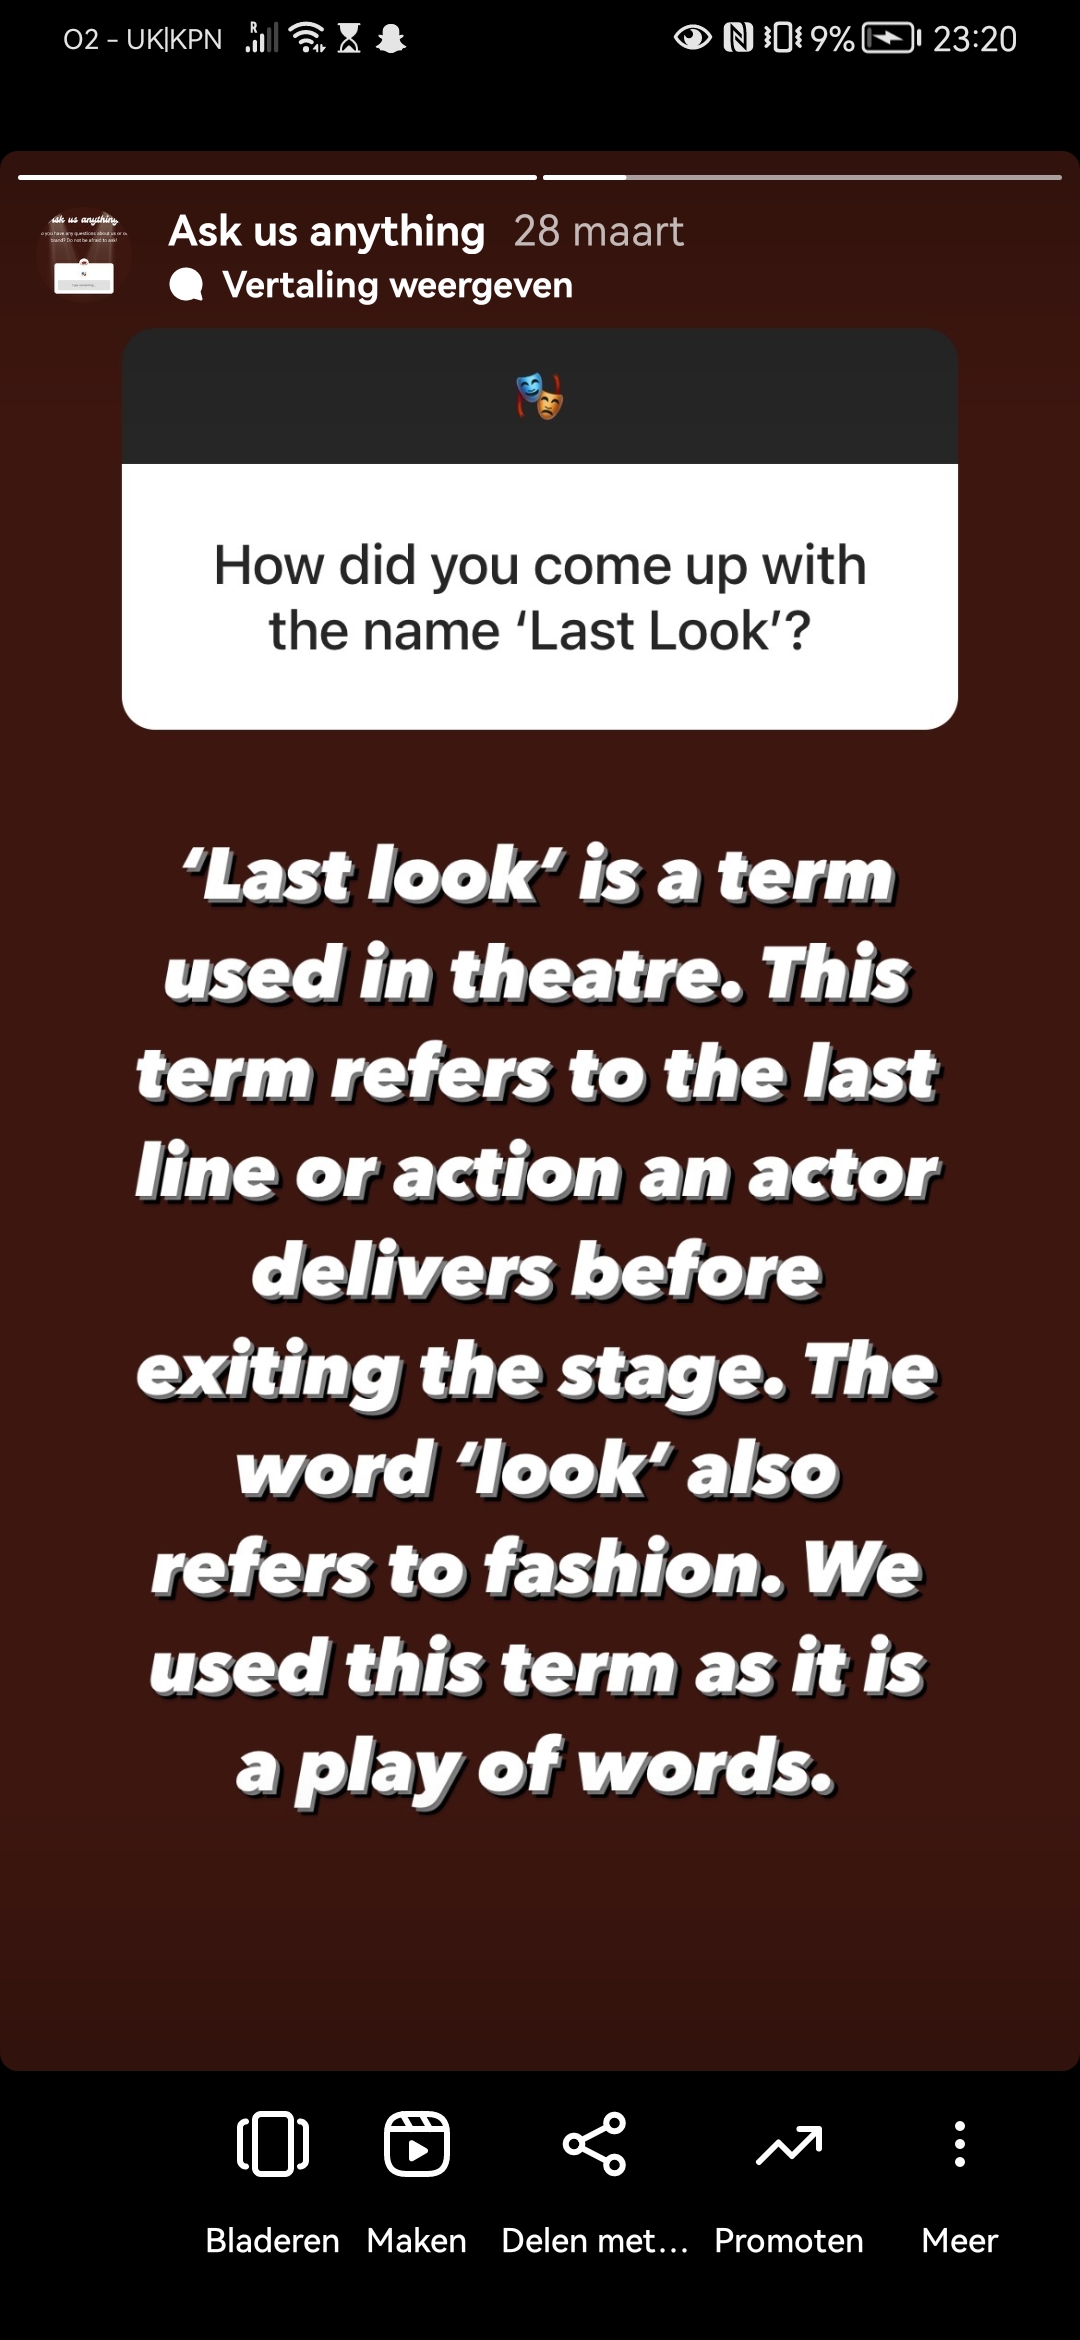 O2 - UK|KPN R 9% 23:20
ask us anything
Ask us anything 28 maart
Vertaling weergeven
How did you come up with
the name ‘Last Look’?
‘Last look’ is a term
used in theatre. This
term refers to the last
line or action an actor
delivers before
exiting the stage. The
word ‘look’ also
refers to fashion. We
used this term as it is
a play of words.
Bladeren Maken Delen met... Promoten Meer